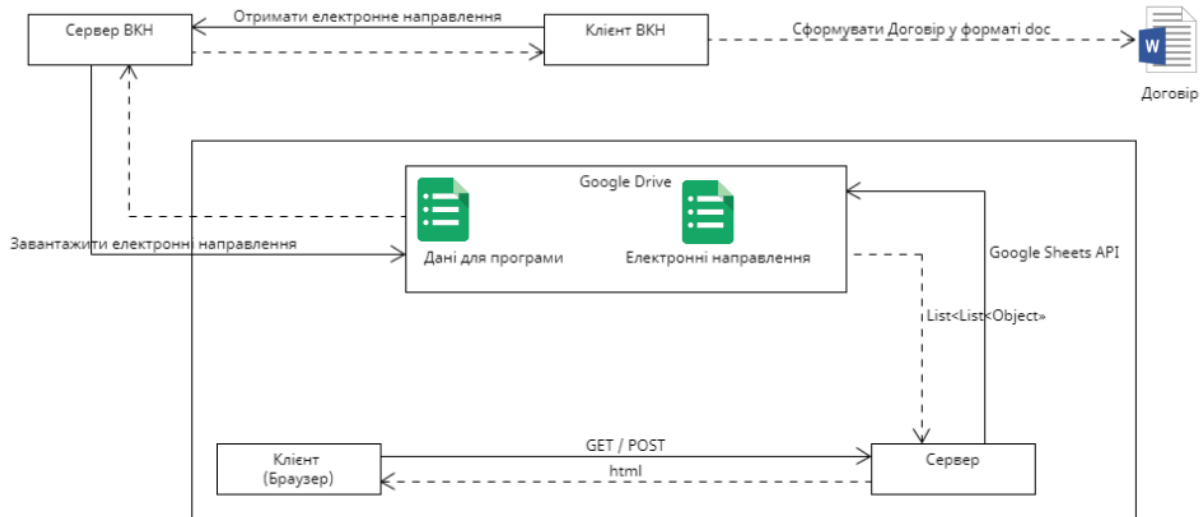 Отримати електронне направлення
Сервер ВКН
Клієнт ВКН
Сформувати Договір у форматі doc
W
Договір
Google Drive
Завантажити електронні направлення
Дані для програми
Електронні направлення
Google Sheets API
List<List<Object»
GET / POST
Клієнт
(Браузер)
html
Сервер